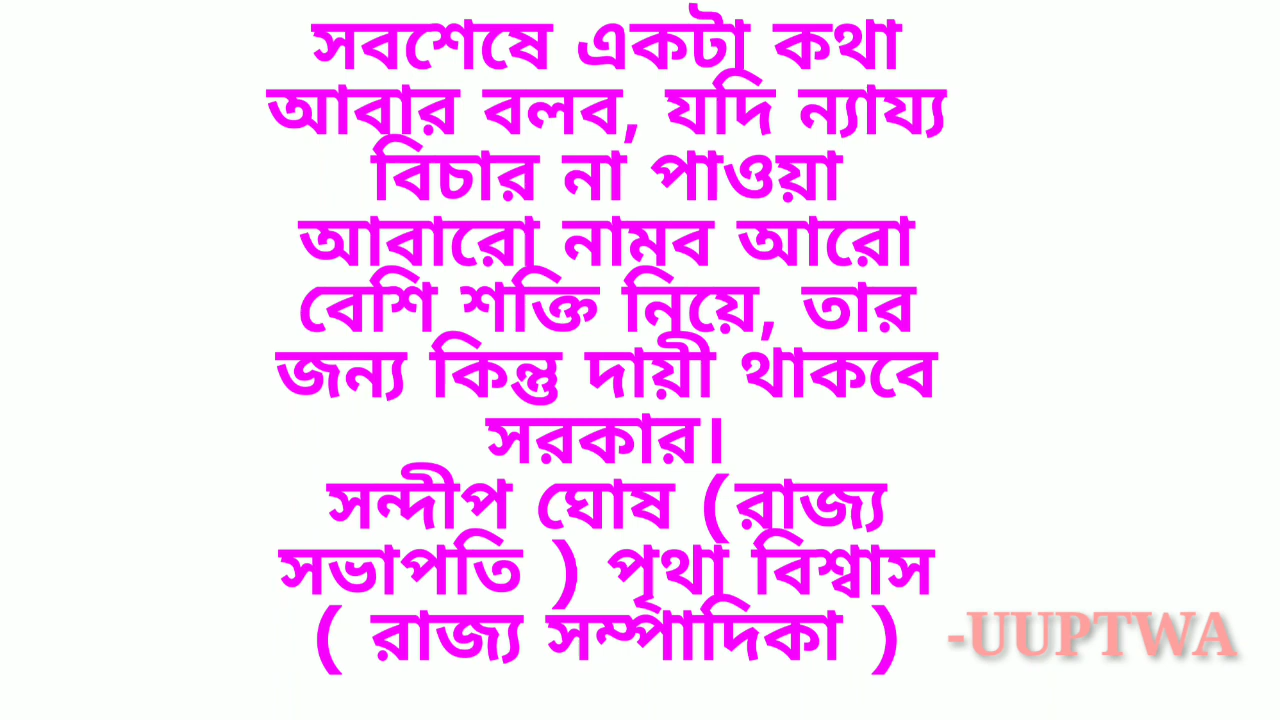 সবশেষে একটা কথা
আবার বলব, যদি ন্যায্য
বিচার না পাওয়া
আবারো নামব আরো
বেশি শক্তি নিয়ে, তার
জন্য কিন্তু দায়ী থাকবে
সরকার।
সন্দীপ ঘোষ (রাজ্য
সভাপতি ) পৃথা বিশ্বাস
( রাজ্য সম্পাদিকা )
-UUPTWA